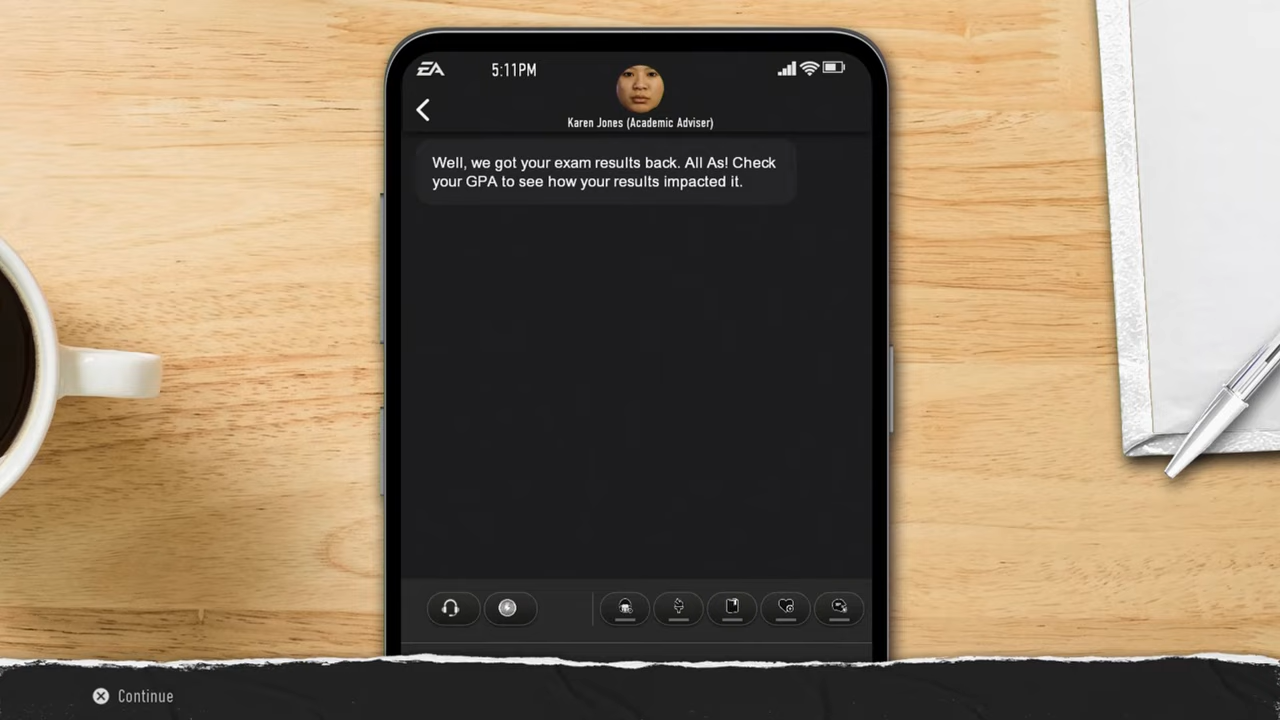 EA
5:11PM
Karen Jones (Academic Adviser)
Well, we got your exam results back. All As! Check
your GPA to see how your results impacted it.
Continue